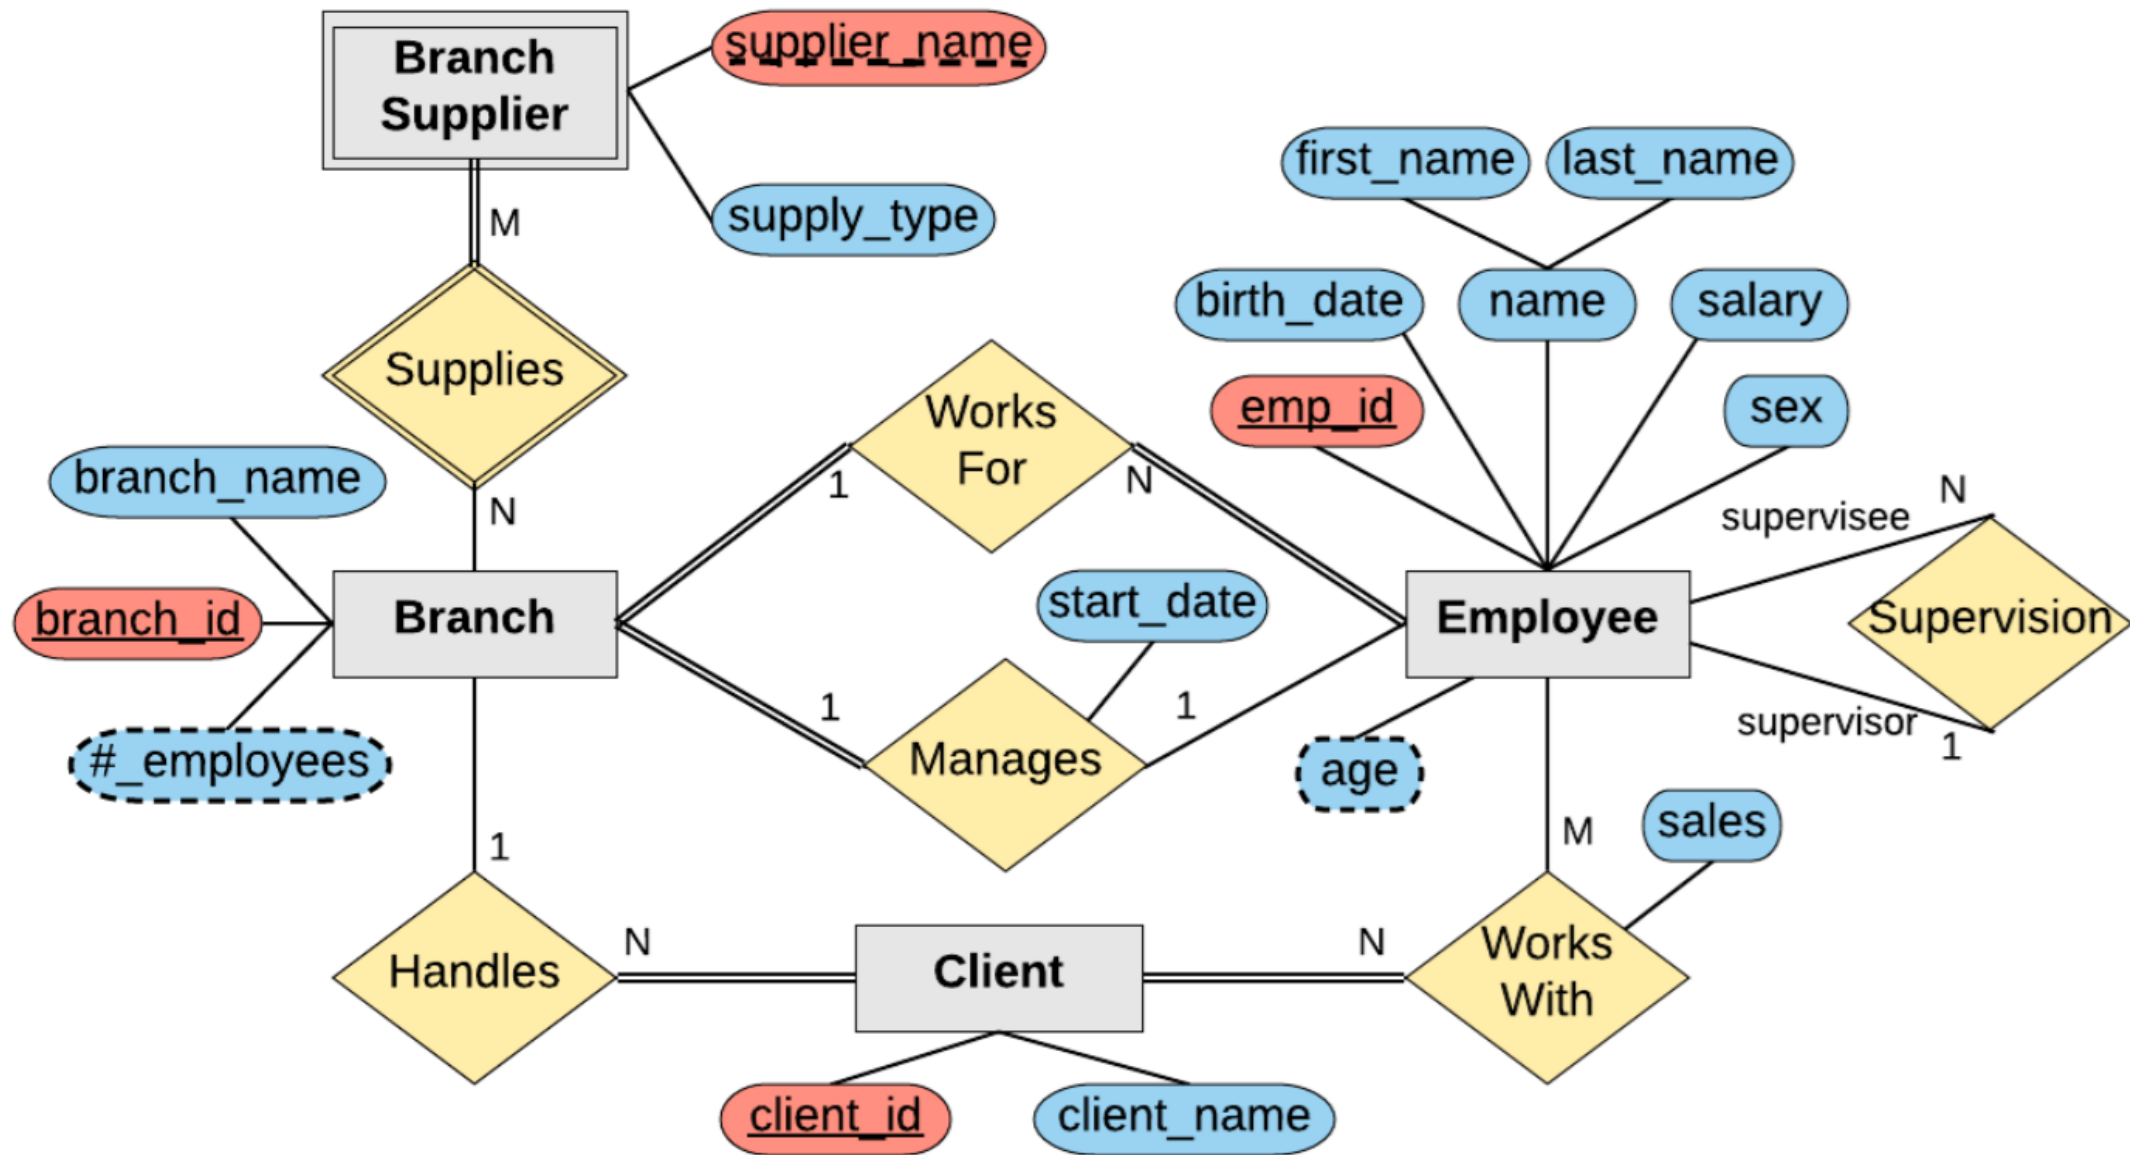 Branch
Supplier
supplier_name
supply_type
M
Supplies
N
first_name
last_name
birth_date
name
salary
emp_id
sex
Works
For
1
N
branch_name
branch_id
#_employees
Branch
start_date
1
Manages
1
Employee
supervisee
N
Supervision
supervisor
1
age
M
sales
1
Handles
N
Client
N
Works
With
client_id
client_name